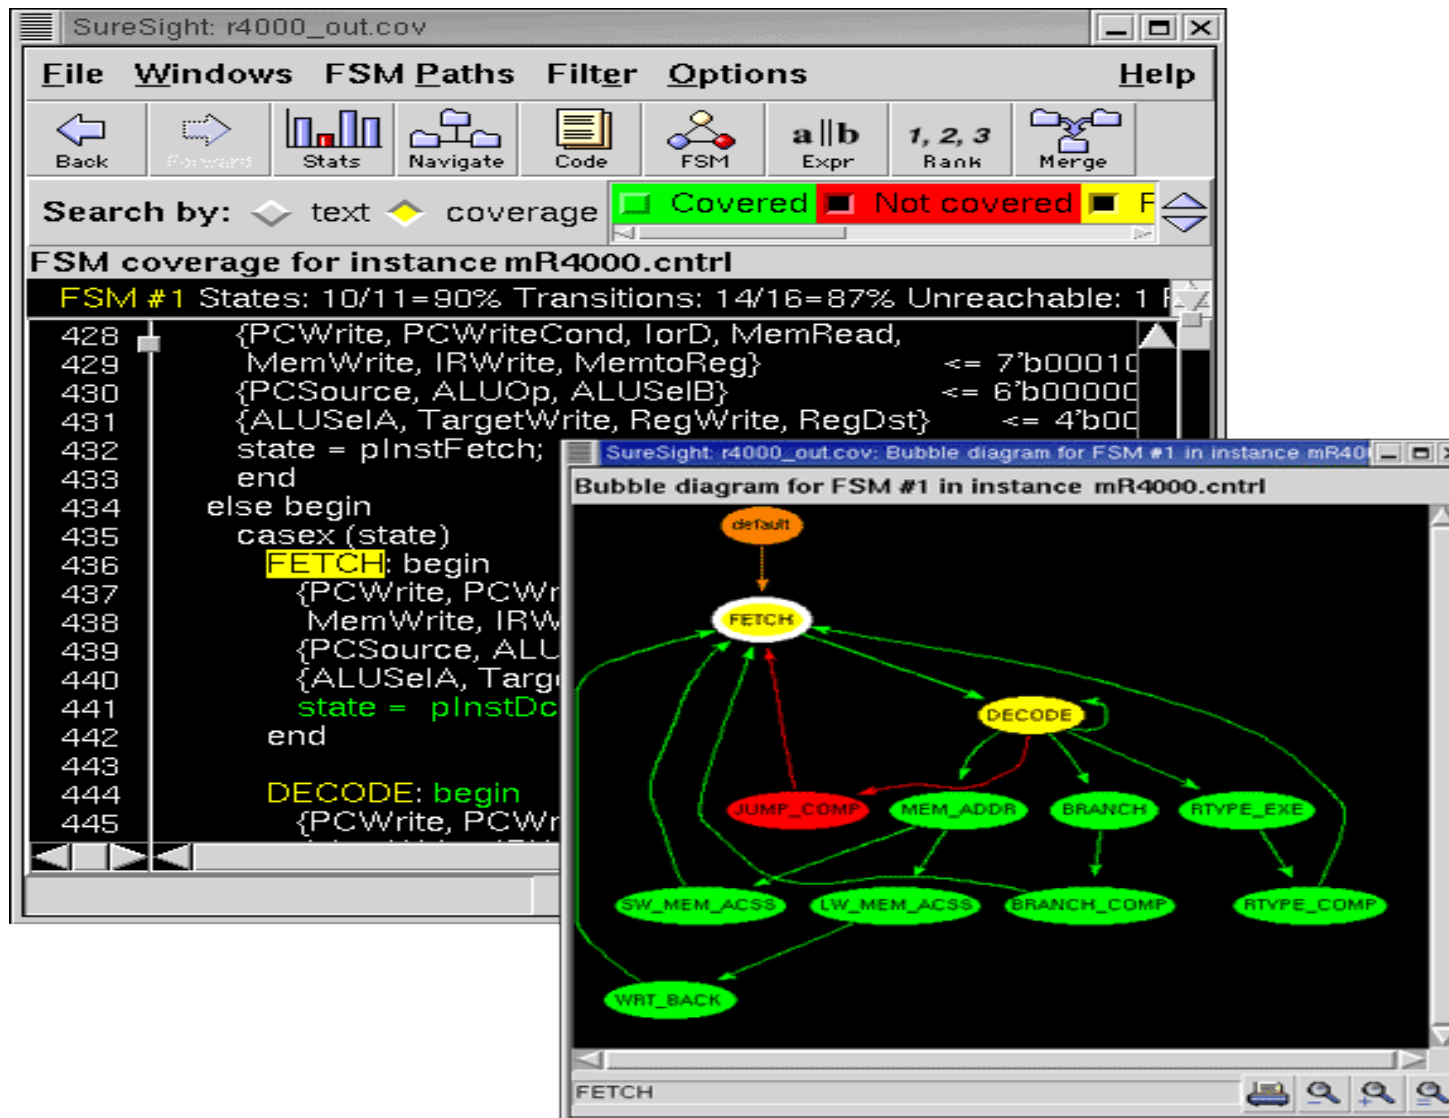 SureSight: r4000_out.cov
File Windows FSM Paths Filter Options Help
Back Forward Stats Navigate Code FSM a||b Expr 1, 2, 3 Rank Merge
Search by: text coverage Covered Not covered F
FSM coverage for instance mR4000.cntrl
FSM #1 States: 10/11=90% Transitions: 14/16=87% Unreachable: 1
428 {PCWrite, PCWriteCond, IorD, MemRead,
429 MemWrite, IRWrite, MemtoReg} <= 7'b00010
430 {PCSource, ALUOp, ALUSelB} <= 6'b00000
431 {ALUSelA, TargetWrite, RegWrite, RegDst} <= 4'b00
432 state = pInstFetch;
433 end
434 else begin
435 casex (state)
436 FETCH: begin
437 {PCWrite, PCWr
438 MemWrite, IRW
439 {PCSource, ALU
440 {ALUSelA, Targ
441 state = pInstDc
442 end
443
444 DECODE: begin
445 {PCWrite, PCWr
SureSight: r4000_out.cov: Bubble diagram for FSM #1 in instance mR40
Bubble diagram for FSM #1 in instance mR4000.cntrl
default
FETCH
DECODE
JUMP_COMP MEM_ADDR BRANCH RTYPE_EXE
SW_MEM_ACSS LW_MEM_ACSS BRANCH_COMP RTYPE_COMP
WRT_BACK
FETCH